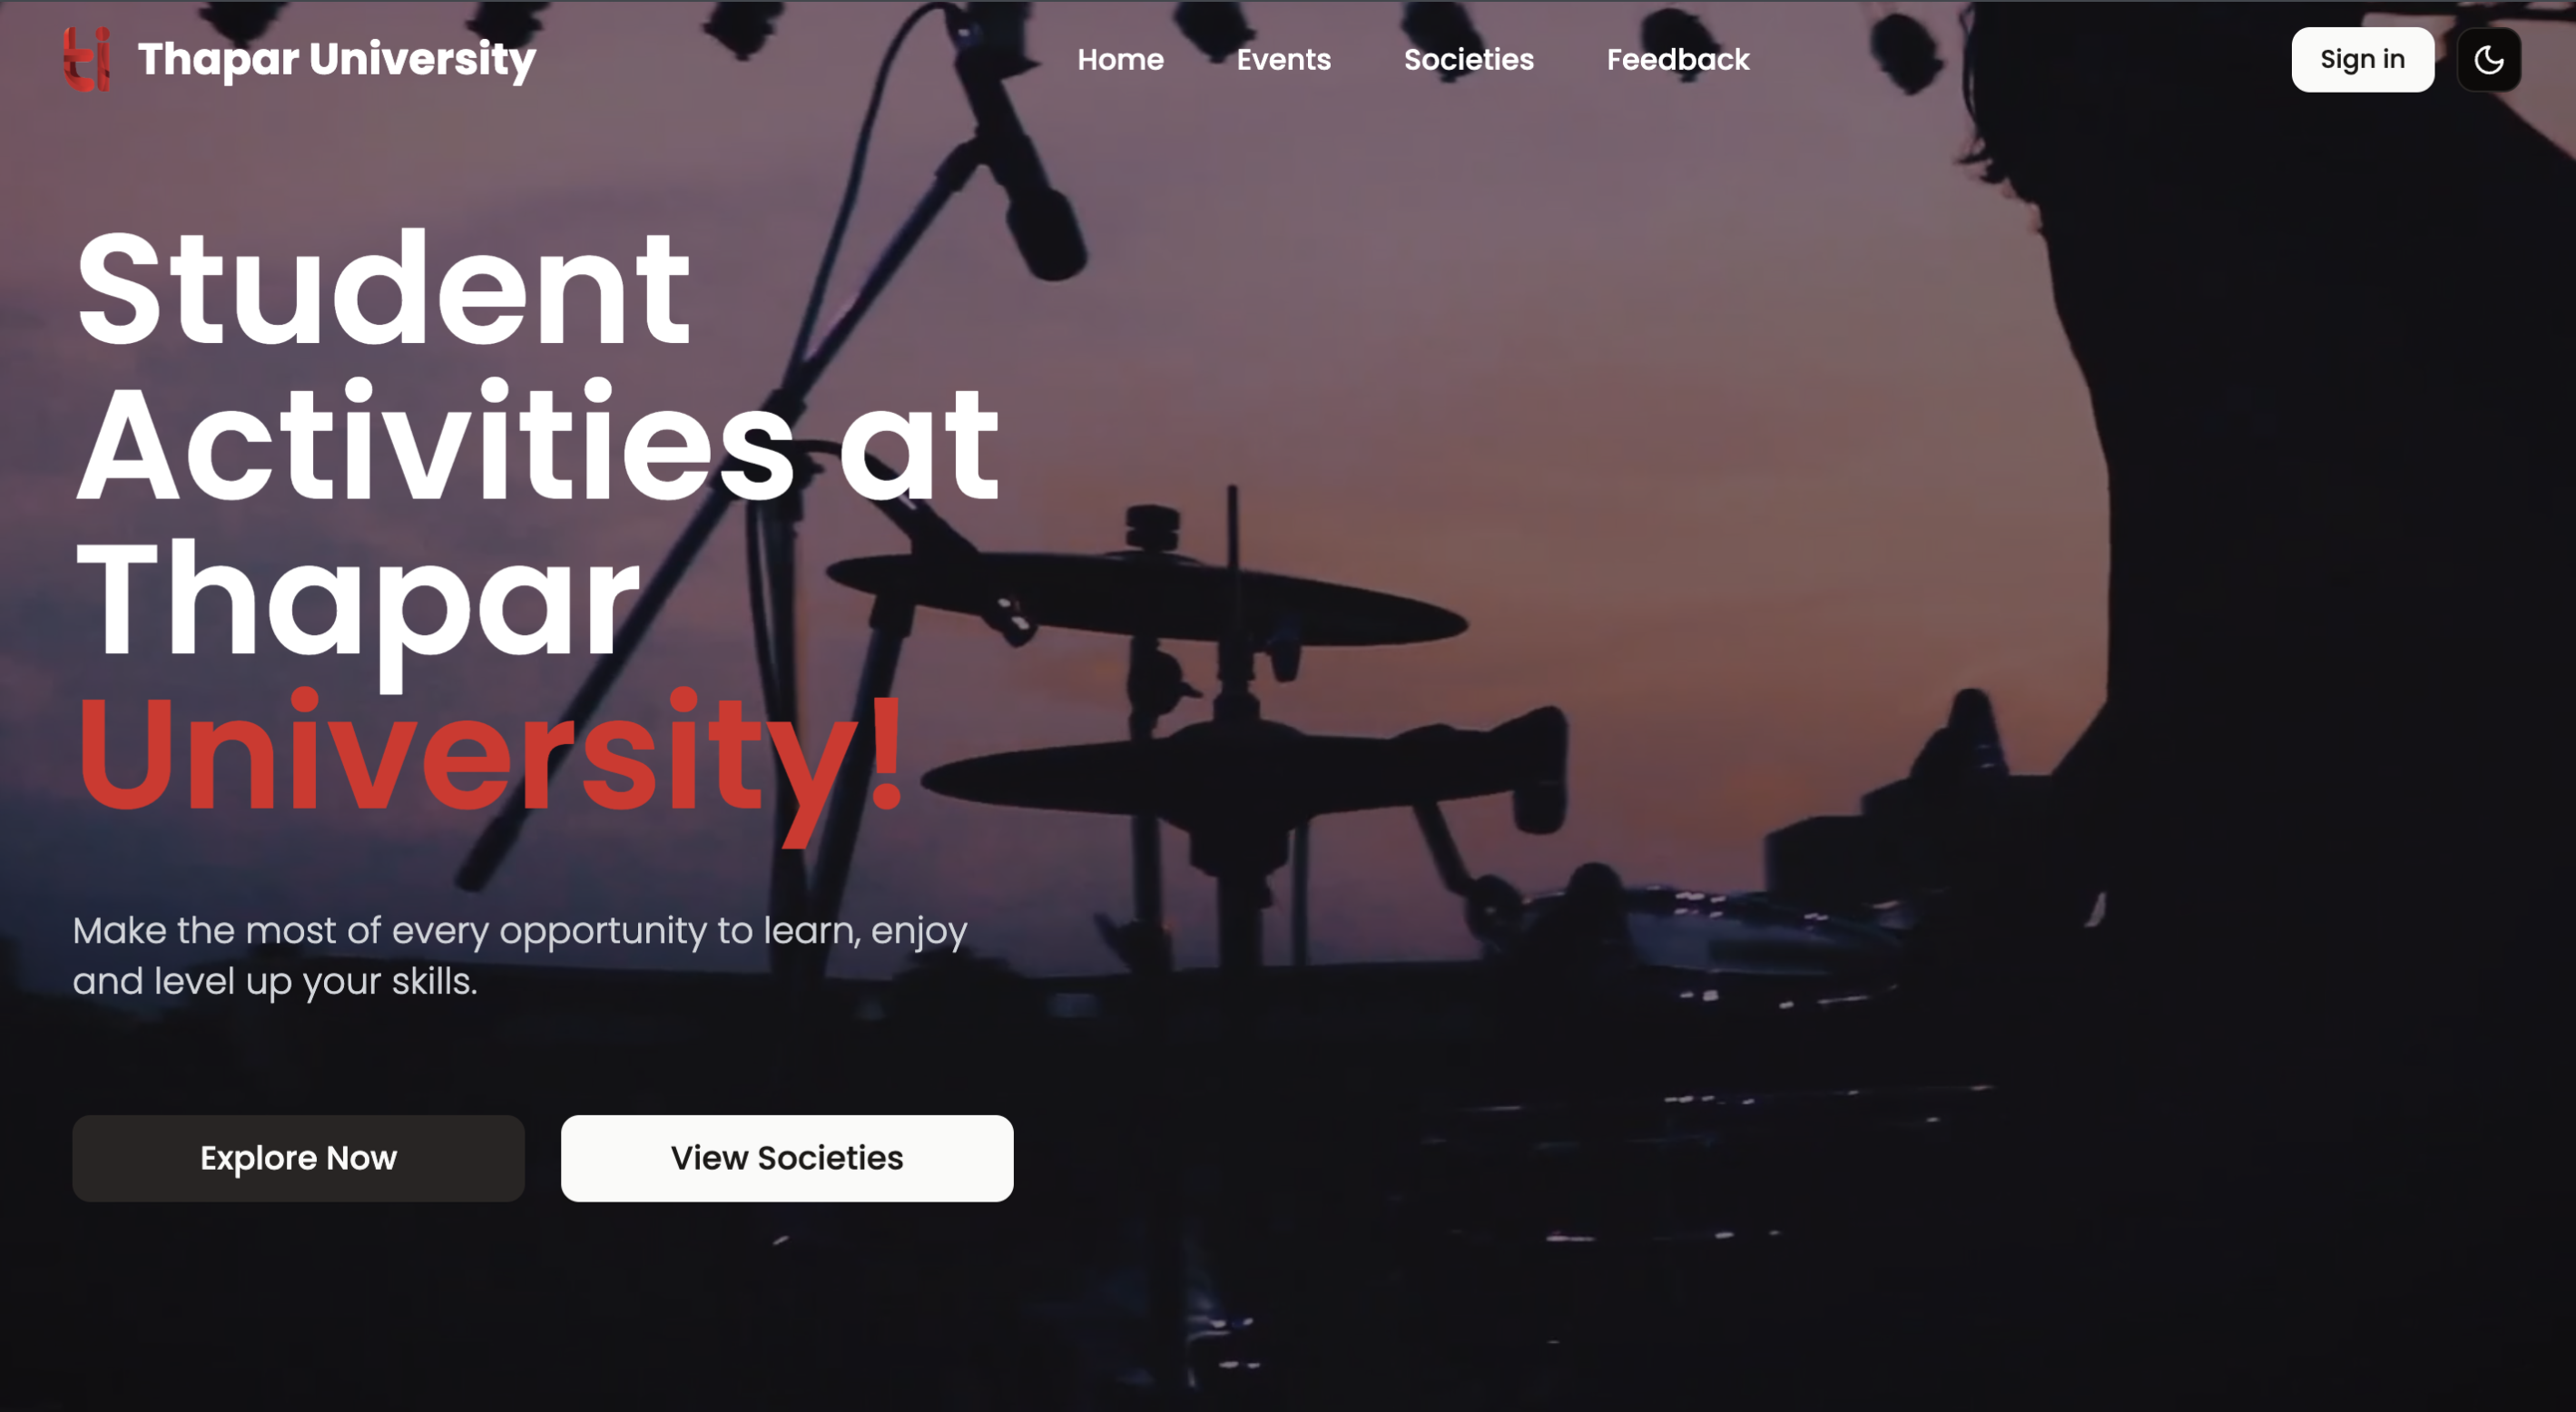 ti Thapar University
Home Events Societies Feedback
Sign in
Student
Activities at
Thapar
University!
Make the most of every opportunity to learn, enjoy
and level up your skills.
Explore Now
View Societies